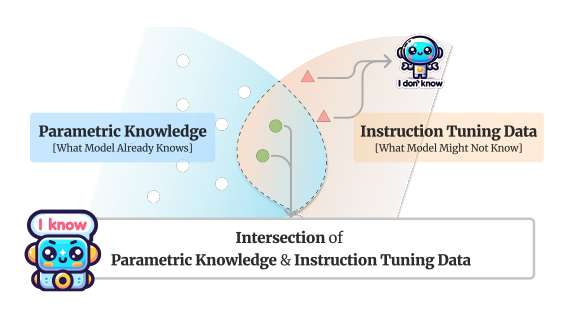 I don't know
Parametric Knowledge
[What Model Already Knows]
Instruction Tuning Data
[What Model Might Not Know]
I know
Intersection of
Parametric Knowledge & Instruction Tuning Data